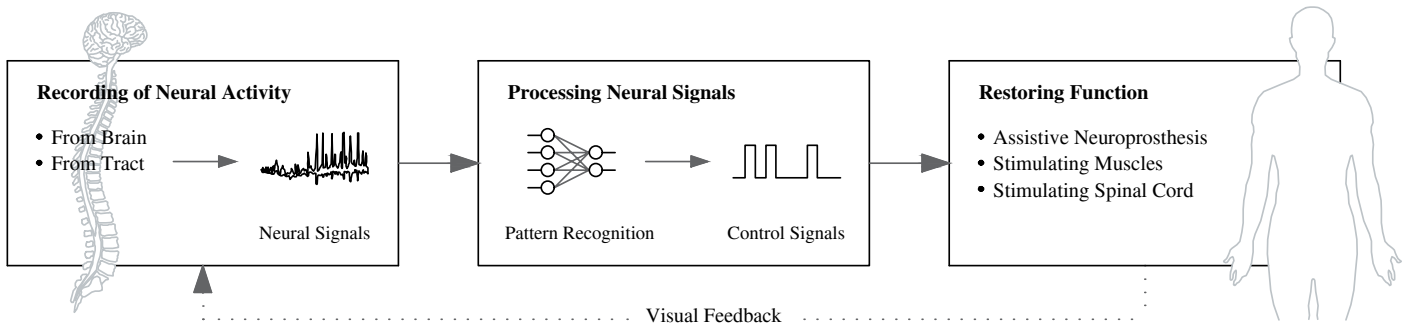 Recording of Neural Activity
• From Brain
• From Tract
Neural Signals
Processing Neural Signals
Pattern Recognition
Control Signals
Restoring Function
• Assistive Neuroprosthesis
• Stimulating Muscles
• Stimulating Spinal Cord
Visual Feedback